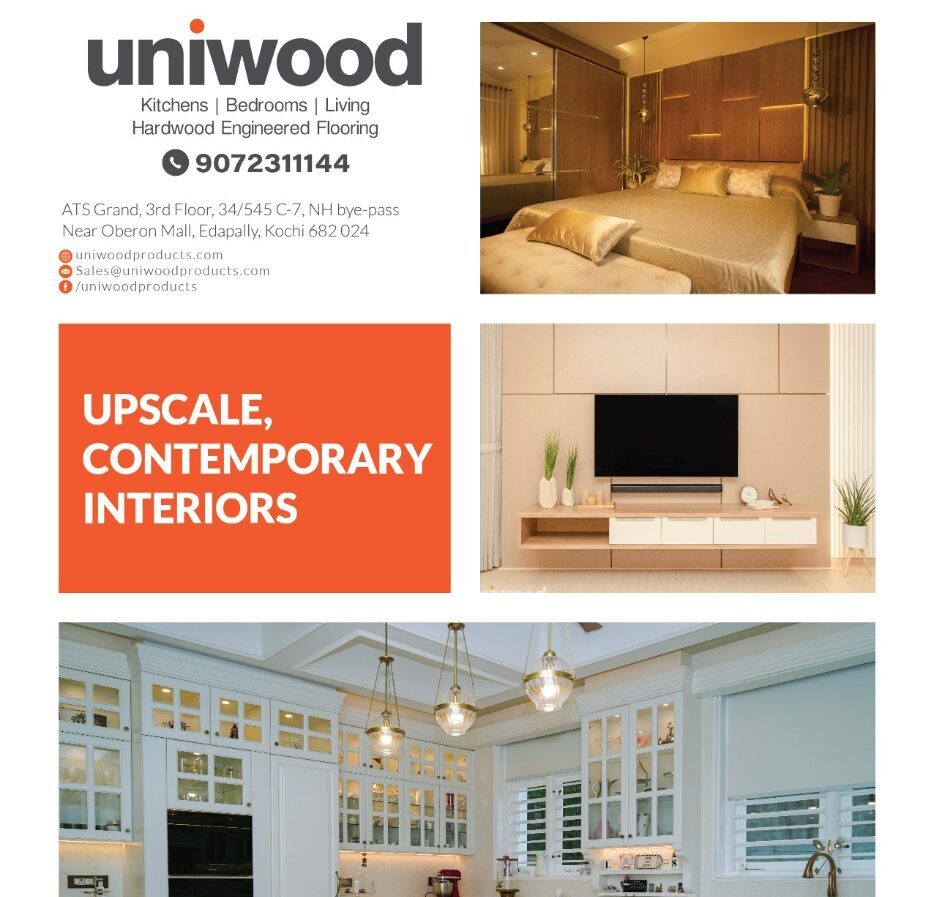 uniwood
Kitchens | Bedrooms | Living
Hardwood Engineered Flooring
9072311144
ATS Grand, 3rd Floor, 34/545 C-7, NH bye-pass
Near Oberon Mall, Edapally, Kochi 682 024
uniwoodproducts.com
Sales@uniwoodproducts.com
/uniwoodproducts
UPSCALE,
CONTEMPORARY
INTERIORS